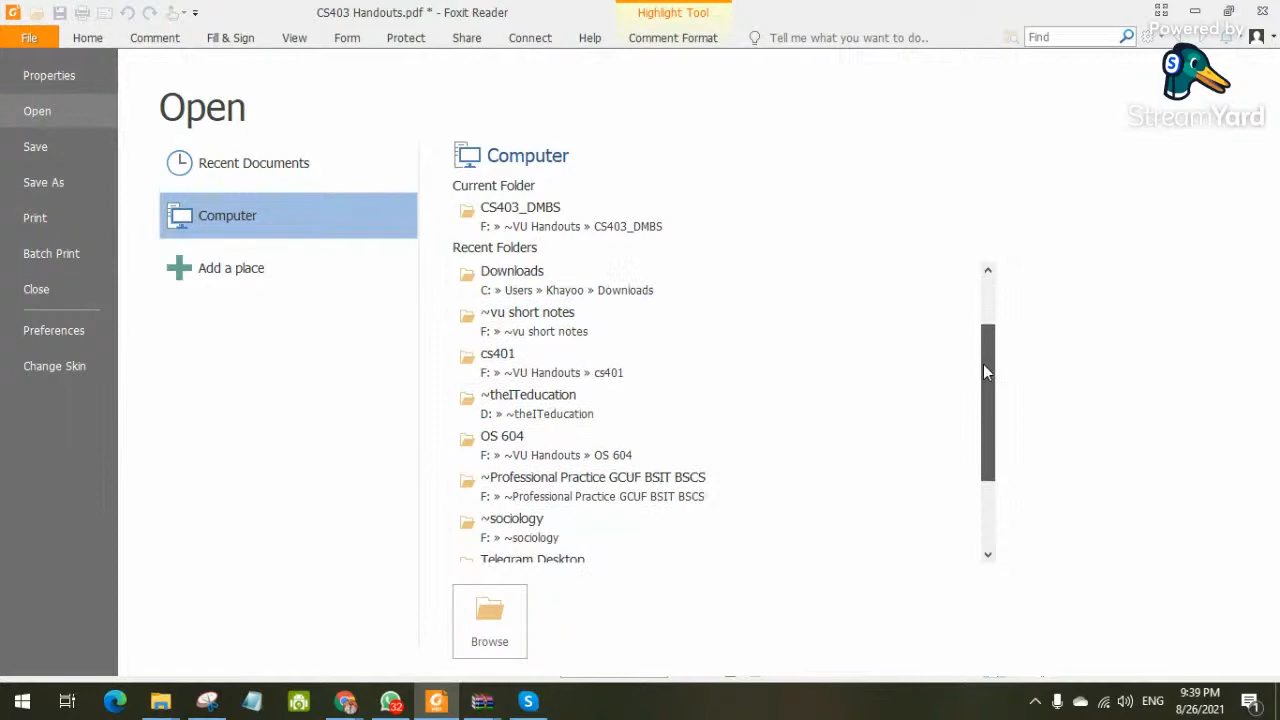 CS403 Handouts.pdf * - Foxit Reader
Highlight Tool
Powered by
File Home Comment Fill & Sign View Form Protect Share Connect Help Comment Format Tell me what you want to do.. Find
StreamYard
Properties
Open
Save
Save As
Print
Batch Print
Close
Preferences
Change Skin
Open
Recent Documents
Computer
Add a place
Computer
Current Folder
CS403_DMBS
F: » ~VU Handouts » CS403_DMBS
Recent Folders
Downloads
C: » Users » Khayoo » Downloads
~vu short notes
F: » ~vu short notes
cs401
F: » ~VU Handouts » cs401
~theITeducation
D: » ~theITeducation
OS 604
F: » ~VU Handouts » OS 604
~Professional Practice GCUF BSIT BSCS
F: » ~Professional Practice GCUF BSIT BSCS
~sociology
F: » ~sociology
Telegram Desktop
Browse
32
ENG
9:39 PM
8/26/2021
1